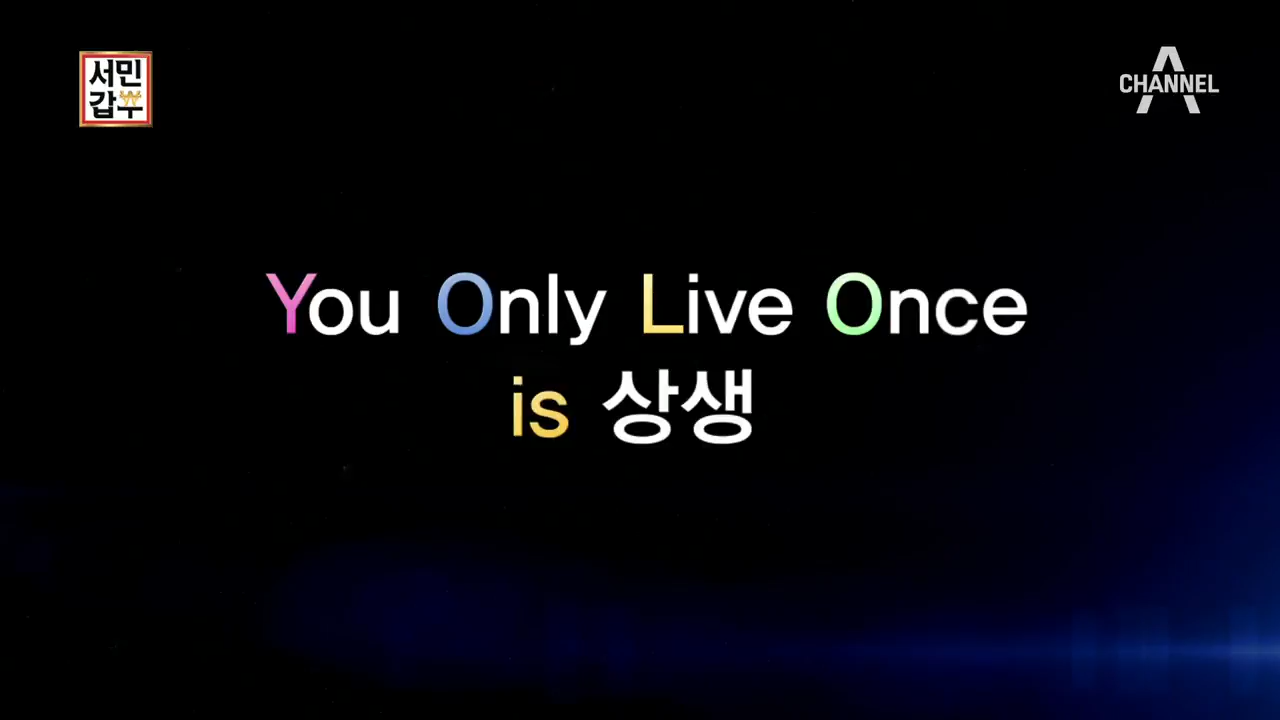 서민
갑부
CHANNEL A
You Only Live Once
is 상생